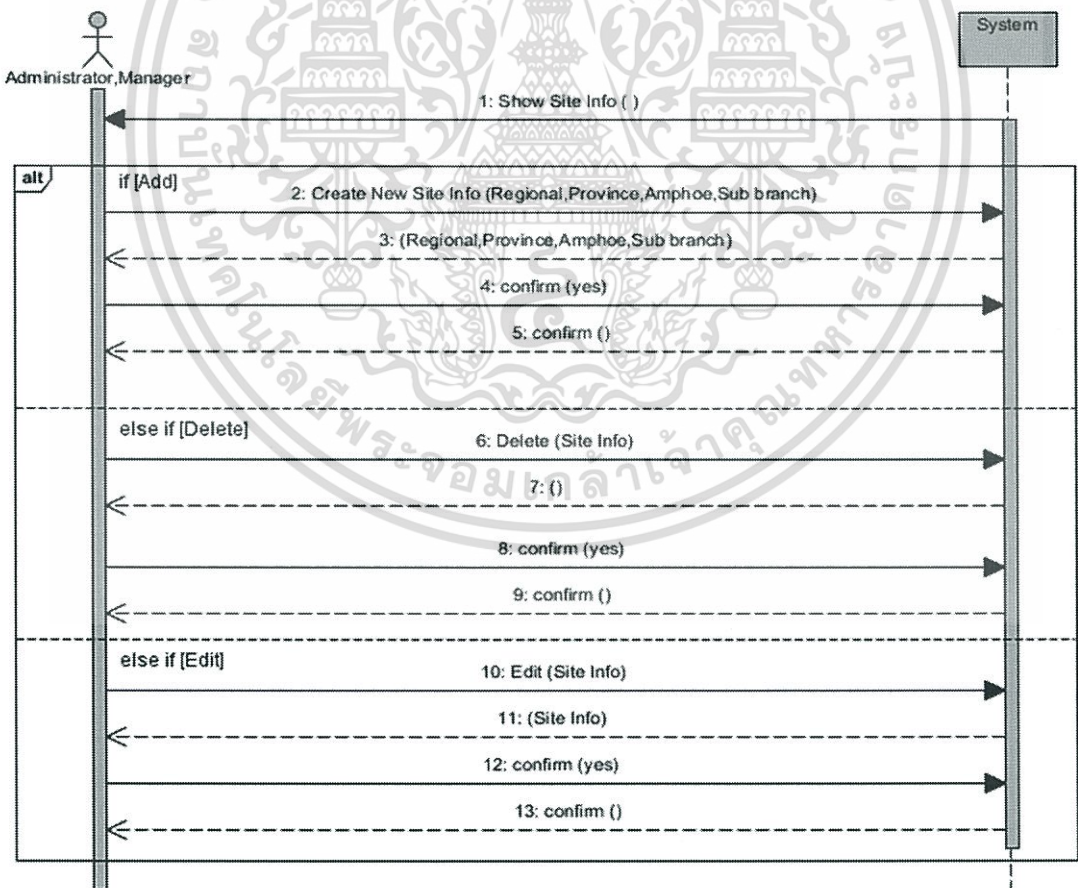 System
Administrator,Manager
1: Show Site Info ( )
alt
if [Add]
2: Create New Site Info (Regional,Province,Amphoe,Sub branch)
3: (Regional,Province,Amphoe,Sub branch)
4: confirm (yes)
5: confirm ()
else if [Delete]
6: Delete (Site Info)
7: ()
8: confirm (yes)
9: confirm ()
else if [Edit]
10: Edit (Site Info)
11: (Site Info)
12: confirm (yes)
13: confirm ()